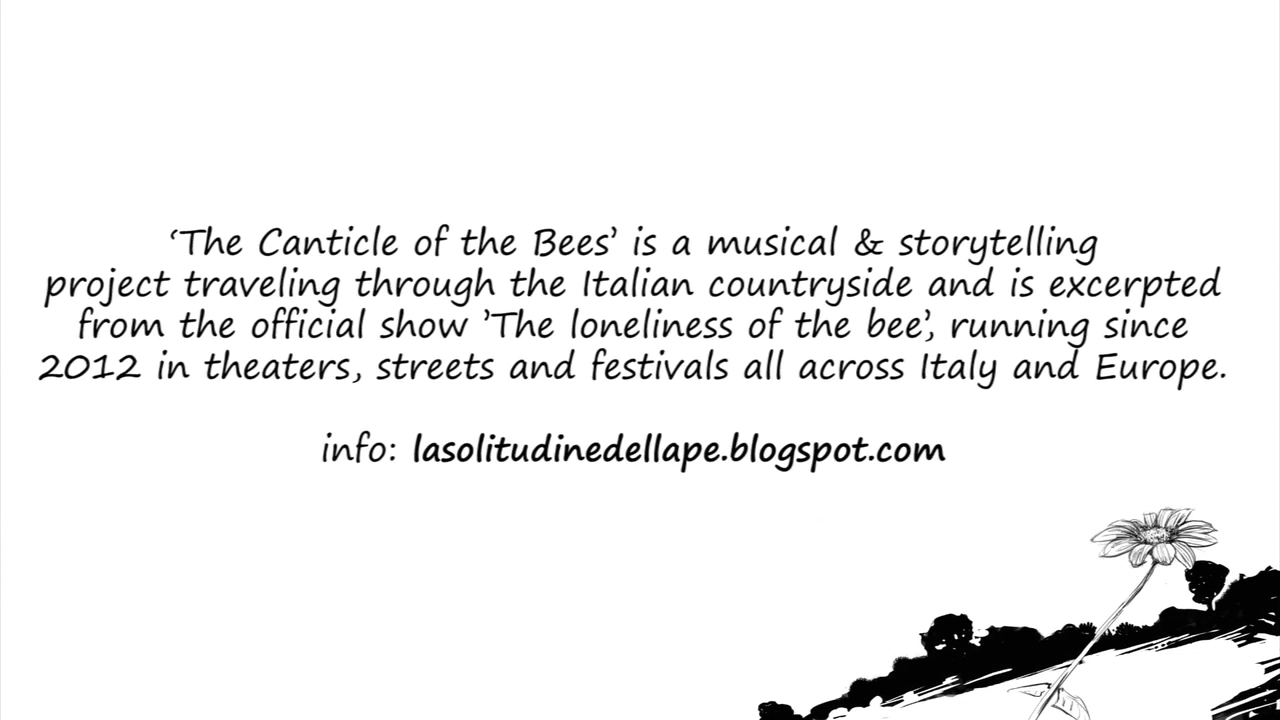 ‘The Canticle of the Bees’ is a musical & storytelling
project traveling through the Italian countryside and is excerpted
from the official show ’The loneliness of the bee’, running since
2012 in theaters, streets and festivals all across Italy and Europe.
info: lasolitudinedellape.blogspot.com